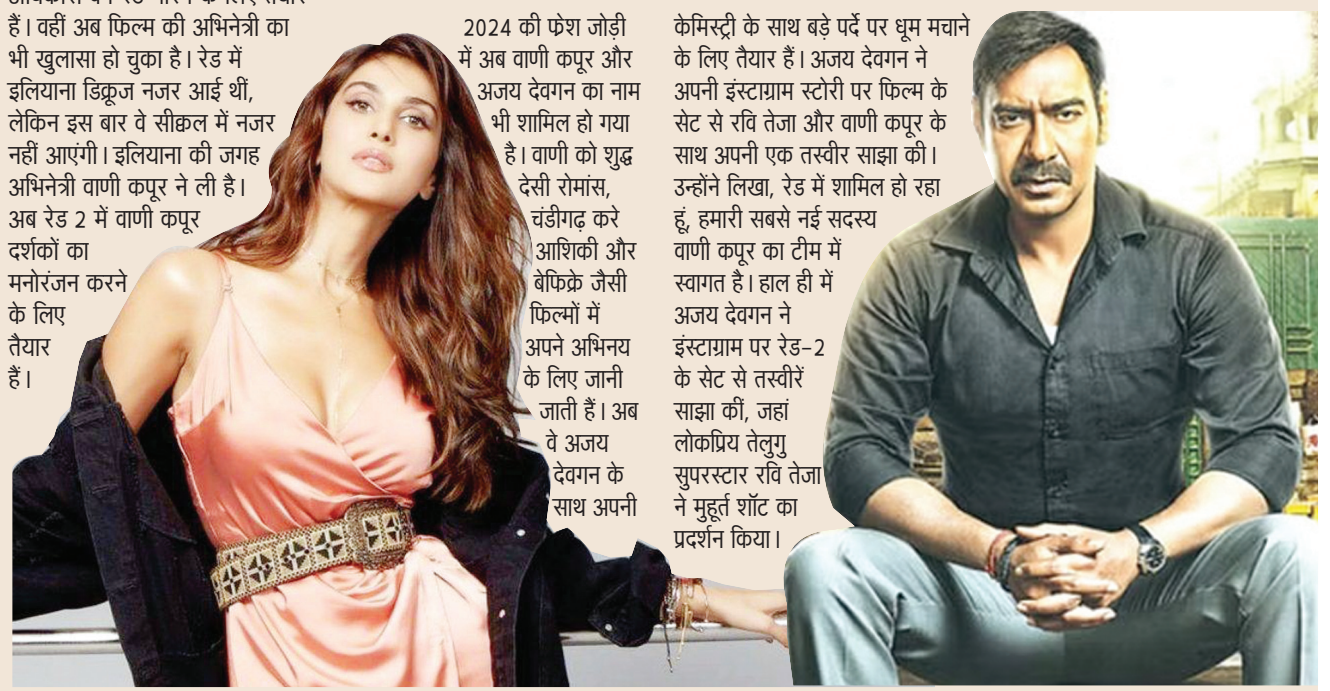 हैं। वहीं अब फिल्म की अभिनेत्री का
भी खुलासा हो चुका है। रेड में
इलियाना डिक्रूज नजर आई थीं,
लेकिन इस बार वे सीक्वल में नजर
नहीं आएंगी। इलियाना की जगह
अभिनेत्री वाणी कपूर ने ली है।
अब रेड 2 में वाणी कपूर
दर्शकों का
मनोरंजन करने
के लिए
तैयार
हैं।
2024 की फ्रेश जोड़ी
में अब वाणी कपूर और
अजय देवगन का नाम
भी शामिल हो गया
है। वाणी को शुद्ध
देसी रोमांस,
चंडीगढ़ करे
आशिकी और
बेफिक्रे जैसी
फिल्मों में
अपने अभिनय
के लिए जानी
जाती हैं। अब
वे अजय
देवगन के
साथ अपनी
केमिस्ट्री के साथ बड़े पर्दे पर धूम मचाने
के लिए तैयार हैं। अजय देवगन ने
अपनी इंस्टाग्राम स्टोरी पर फिल्म के
सेट से रवि तेजा और वाणी कपूर के
साथ अपनी एक तस्वीर साझा की।
उन्होंने लिखा, रेड में शामिल हो रहा
हूं, हमारी सबसे नई सदस्य
वाणी कपूर का टीम में
स्वागत है। हाल ही में
अजय देवगन ने
इंस्टाग्राम पर रेड-2
के सेट से तस्वीरें
साझा कीं, जहां
लोकप्रिय तेलुगु
सुपरस्टार रवि तेजा
ने मुहूर्त शॉट का
प्रदर्शन किया।